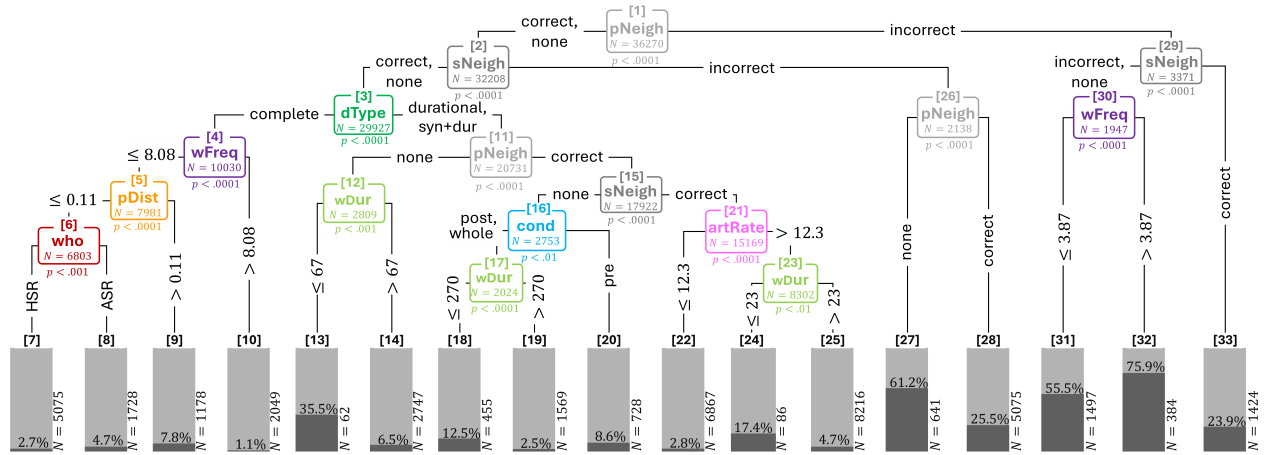 [1]
pNeigh
N = 36270
p < .0001
correct,
none
incorrect
[2]
sNeigh
N = 32208
p < .0001
[29]
sNeigh
N = 3371
p < .0001
correct,
none
incorrect
incorrect,
none
correct
[3]
dType
N = 29927
p < .0001
[26]
pNeigh
N = 2138
p < .0001
[30]
wFreq
N = 1947
p < .0001
complete
durational,
syn+dur
[4]
wFreq
N = 10030
p < .0001
[11]
pNeigh
N = 20731
p < .0001
≤ 8.08
> 8.08
none
correct
[5]
pDist
N = 7981
p < .0001
[12]
wDur
N = 2809
p < .001
[15]
sNeigh
N = 17922
p < .0001
≤ 0.11
> 0.11
none
correct
[6]
who
N = 6803
p < .001
[16]
cond
N = 2753
p < .01
[21]
artRate
N = 15169
p < .0001
post,
whole
pre
≤ 12.3
> 12.3
[17]
wDur
N = 2024
p < .0001
[23]
wDur
N = 8302
p < .01
HSR
ASR
≤ 67
> 67
≤ 270
> 270
≤ 23
> 23
none
correct
≤ 3.87
> 3.87
[7]
[8]
[9]
[10]
[13]
[14]
[18]
[19]
[20]
[22]
[24]
[25]
[27]
[28]
[31]
[32]
[33]
2.7%
N = 5075
4.7%
N = 1728
7.8%
N = 1178
1.1%
N = 2049
35.5%
N = 62
6.5%
N = 2747
12.5%
N = 455
2.5%
N = 1569
8.6%
N = 728
2.8%
N = 6867
17.4%
N = 86
4.7%
N = 8216
61.2%
N = 641
25.5%
N = 5075
55.5%
N = 1497
75.9%
N = 384
23.9%
N = 1424